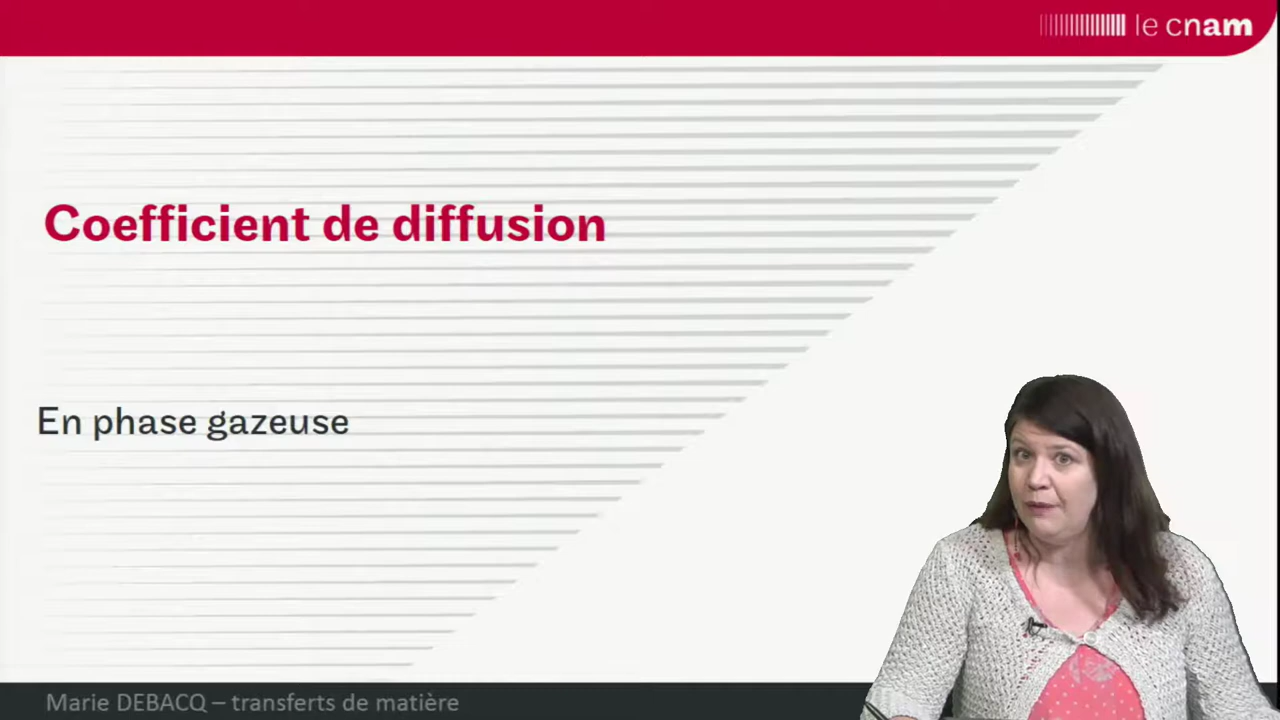 le cnam
Coefficient de diffusion
En phase gazeuse
Marie DEBACQ – transferts de matière